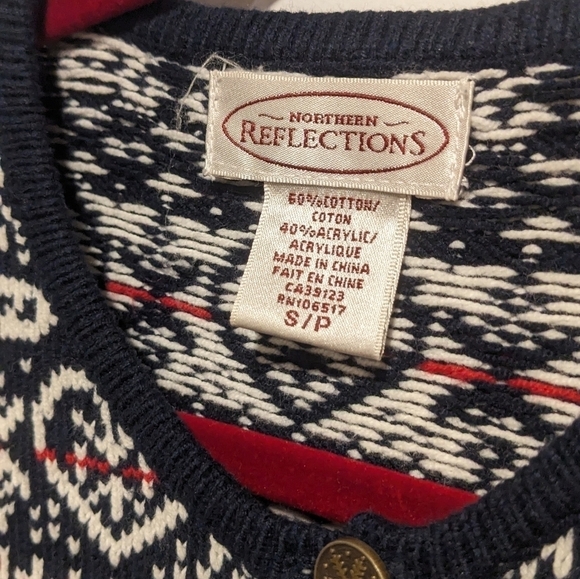 NORTHERN
REFLECTIONS
60%COTTON/
COTON
40%ACRYLIC/
ACRYLIQUE
MADE IN CHINA
FAIT EN CHINE
CA39123
RN106517
S/P